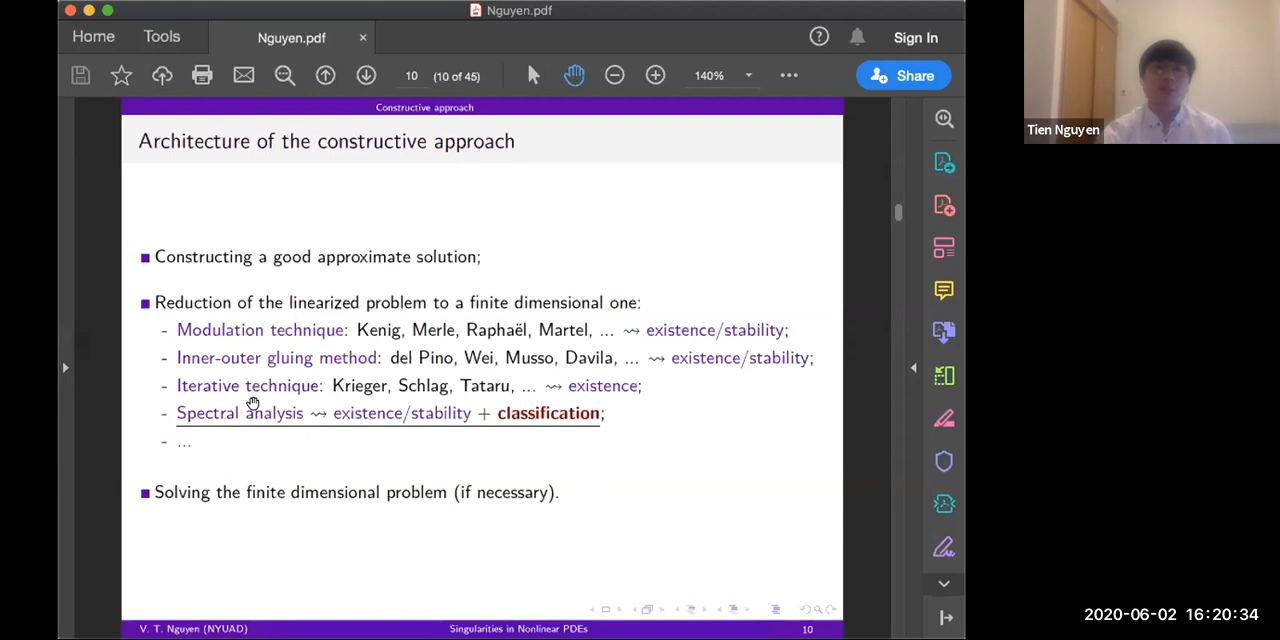 Nguyen.pdf
Home Tools Nguyen.pdf × Sign In
10 (10 of 45) 140% Share
Constructive approach
Architecture of the constructive approach
Constructing a good approximate solution;
Reduction of the linearized problem to a finite dimensional one:
- Modulation technique: Kenig, Merle, Raphaël, Martel, ... ⇝ existence/stability;
- Inner-outer gluing method: del Pino, Wei, Musso, Davila, ... ⇝ existence/stability;
- Iterative technique: Krieger, Schlag, Tataru, ... ⇝ existence;
- Spectral analysis ⇝ existence/stability + classification;
- ...
Solving the finite dimensional problem (if necessary).
V. T. Nguyen (NYUAD) Singularities in Nonlinear PDEs 10
Tien Nguyen
2020-06-02 16:20:34